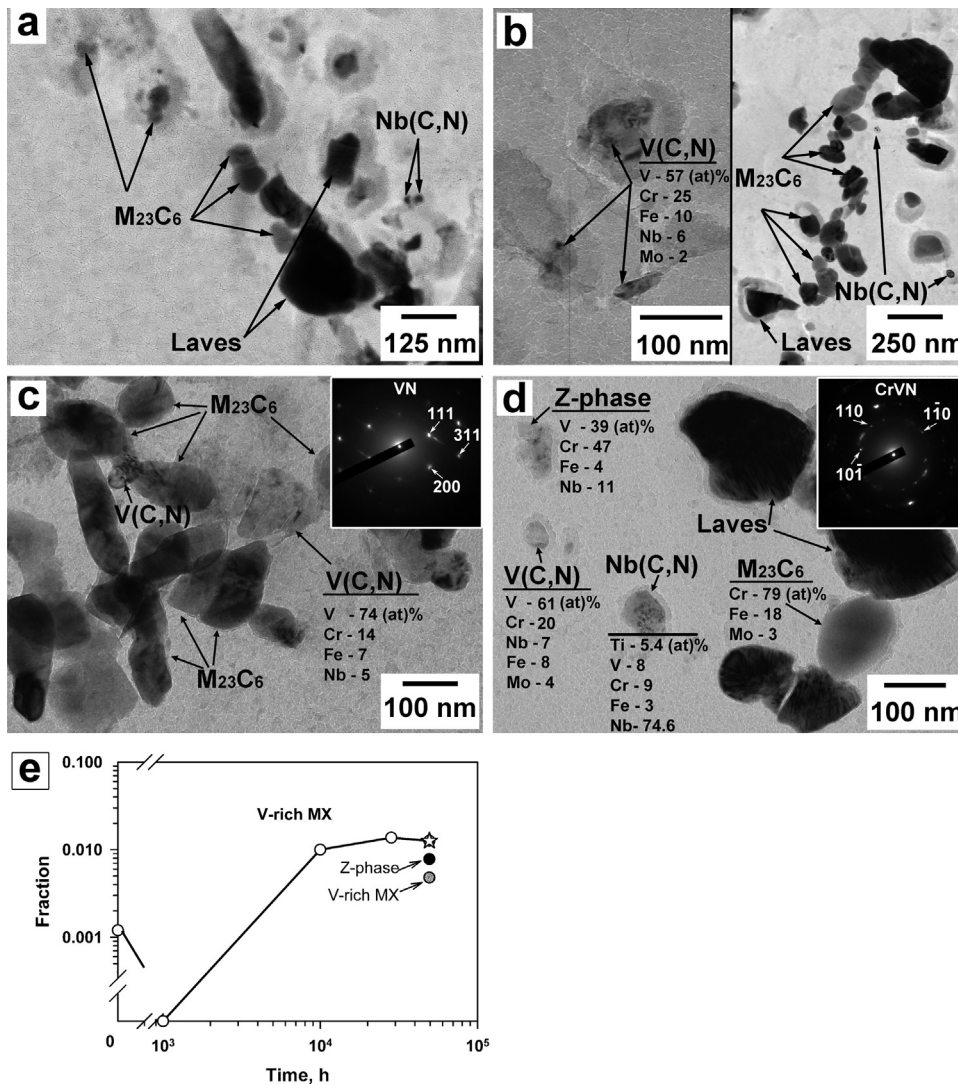 a
Nb(C,N)
M23C6
Laves
125 nm
b
V(C,N)
V - 57 (at)%
Cr - 25
Fe - 10
Nb - 6
Mo - 2
100 nm
M23C6
Nb(C,N)
Laves
250 nm
c
M23C6
V(C,N)
VN
111
311
200
V(C,N)
V - 74 (at)%
Cr - 14
Fe - 7
Nb - 5
M23C6
100 nm
d
Z-phase
V - 39 (at)%
Cr - 47
Fe - 4
Nb - 11
CrVN
110
11̄0
101̄
Laves
V(C,N)
V - 61 (at)%
Cr - 20
Nb - 7
Fe - 8
Mo - 4
Nb(C,N)
Ti - 5.4 (at)%
V - 8
Cr - 9
Fe - 3
Nb- 74.6
M23C6
Cr - 79 (at)%
Fe - 18
Mo - 3
100 nm
e
0.100
V-rich MX
0.010
Z-phase
V-rich MX
0.001
Fraction
0
10³
10⁴
10⁵
Time, h